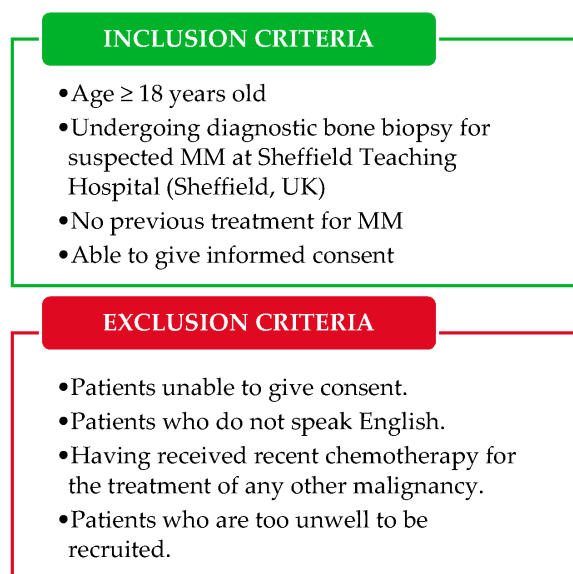 INCLUSION CRITERIA
•Age ≥ 18 years old
•Undergoing diagnostic bone biopsy for
suspected MM at Sheffield Teaching
Hospital (Sheffield, UK)
•No previous treatment for MM
•Able to give informed consent
EXCLUSION CRITERIA
•Patients unable to give consent.
•Patients who do not speak English.
•Having received recent chemotherapy for
the treatment of any other malignancy.
•Patients who are too unwell to be
recruited.